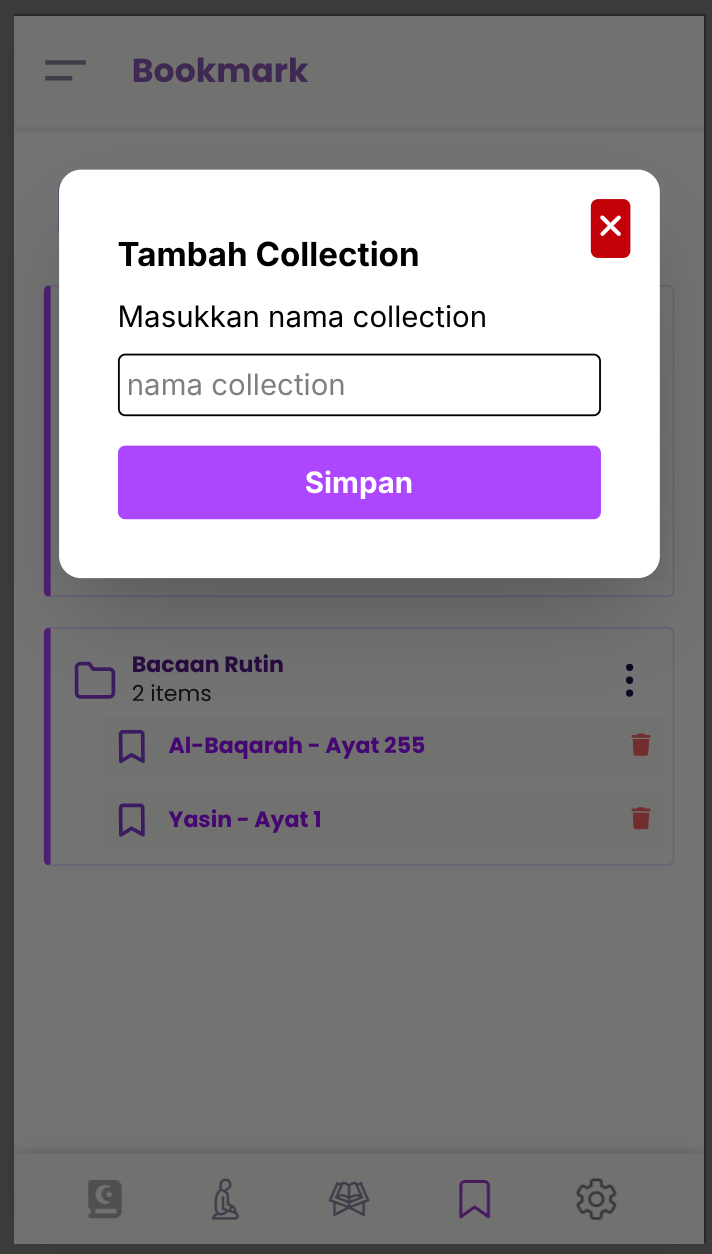 Bookmark
Tambah Collection
Masukkan nama collection
nama collection
Simpan
Bacaan Rutin
2 items
Al-Baqarah - Ayat 255
Yasin - Ayat 1